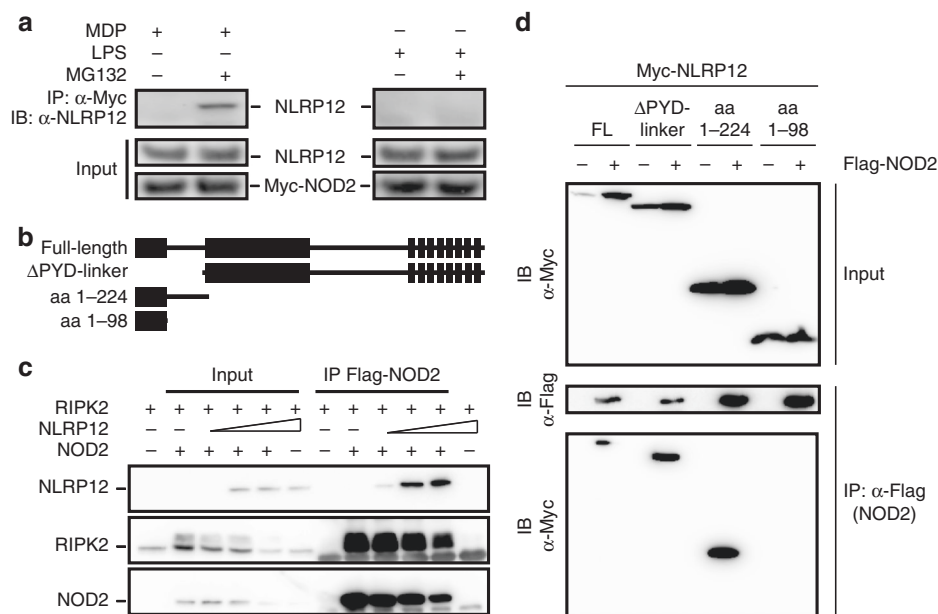 a
MDP + + – –
LPS – – + +
MG132 – + – +
IP: α-Myc
IB: α-NLRP12
NLRP12
Input
NLRP12
Myc-NOD2
b
Full-length
ΔPYD-linker
aa 1–224
aa 1–98
c
Input IP Flag-NOD2
RIPK2 + + + + + + + + + + + +
NLRP12 – – – –
NOD2 – + + + + – – + + + + –
NLRP12
RIPK2
NOD2
d
Myc-NLRP12
FL ΔPYD-linker aa 1–224 aa 1–98
– + – + – + – + Flag-NOD2
IB
α-Myc
Input
IB
α-Flag
IB
α-Myc
IP: α-Flag
(NOD2)